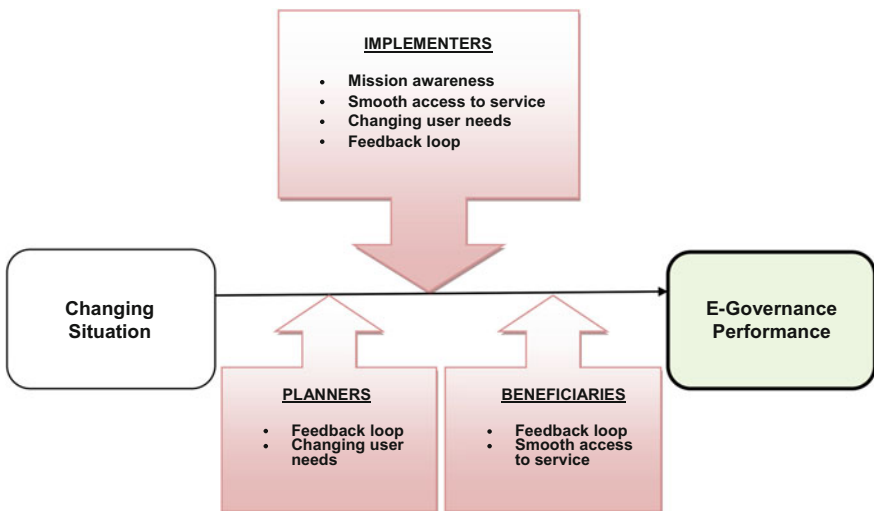 IMPLEMENTERS
• Mission awareness
• Smooth access to service
• Changing user needs
• Feedback loop
Changing
Situation
E-Governance
Performance
PLANNERS
• Feedback loop
• Changing user
needs
BENEFICIARIES
• Feedback loop
• Smooth access
to service